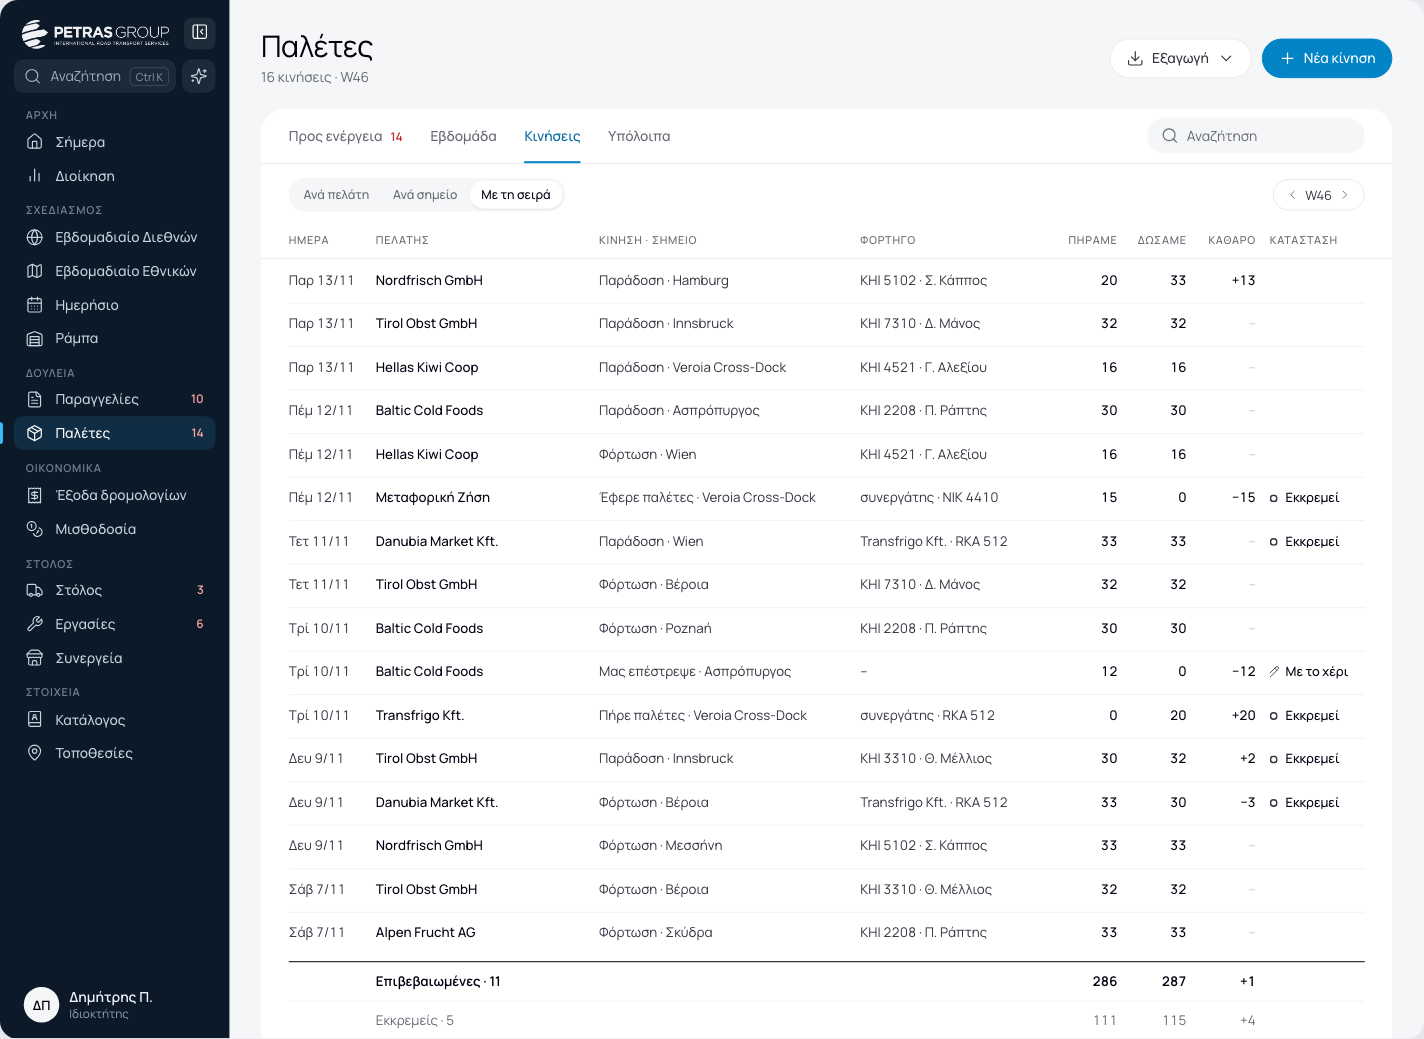 PETRAS GROUP
INTERNATIONAL ROAD TRANSPORT SERVICES
Αναζήτηση Ctrl K
ΑΡΧΗ
Σήμερα
Διοίκηση
ΣΧΕΔΙΑΣΜΟΣ
Εβδομαδιαίο Διεθνών
Εβδομαδιαίο Εθνικών
Ημερήσιο
Ράμπα
ΔΟΥΛΕΙΑ
Παραγγελίες 10
Παλέτες 14
ΟΙΚΟΝΟΜΙΚΑ
Έξοδα δρομολογίων
Μισθοδοσία
ΣΤΟΛΟΣ
Στόλος 3
Εργασίες 6
Συνεργεία
ΣΤΟΙΧΕΙΑ
Κατάλογος
Τοποθεσίες
ΔΠ
Δημήτρης Π.
Ιδιοκτήτης
Παλέτες
16 κινήσεις · W46
Εξαγωγή
Νέα κίνηση
Προς ενέργεια 14 Εβδομάδα Κινήσεις Υπόλοιπα
Αναζήτηση
Ανά πελάτη Ανά σημείο Με τη σειρά
W46
ΗΜΕΡΑ ΠΕΛΑΤΗΣ ΚΙΝΗΣΗ · ΣΗΜΕΙΟ ΦΟΡΤΗΓΟ ΠΗΡΑΜΕ ΔΩΣΑΜΕ ΚΑΘΑΡΟ ΚΑΤΑΣΤΑΣΗ
Παρ 13/11 Nordfrisch GmbH Παράδοση · Hamburg ΚΗΙ 5102 · Σ. Κάππος 20 33 +13
Παρ 13/11 Tirol Obst GmbH Παράδοση · Innsbruck ΚΗΙ 7310 · Δ. Μάνος 32 32 –
Παρ 13/11 Hellas Kiwi Coop Παράδοση · Veroia Cross-Dock ΚΗΙ 4521 · Γ. Αλεξίου 16 16 –
Πέμ 12/11 Baltic Cold Foods Παράδοση · Ασπρόπυργος ΚΗΙ 2208 · Π. Ράπτης 30 30 –
Πέμ 12/11 Hellas Kiwi Coop Φόρτωση · Wien ΚΗΙ 4521 · Γ. Αλεξίου 16 16 –
Πέμ 12/11 Μεταφορική Ζήση Έφερε παλέτες · Veroia Cross-Dock συνεργάτης · ΝΙΚ 4410 15 0 −15 Εκκρεμεί
Τετ 11/11 Danubia Market Kft. Παράδοση · Wien Transfrigo Kft. · RKA 512 33 33 – Εκκρεμεί
Τετ 11/11 Tirol Obst GmbH Φόρτωση · Βέροια ΚΗΙ 7310 · Δ. Μάνος 32 32 –
Τρί 10/11 Baltic Cold Foods Φόρτωση · Poznań ΚΗΙ 2208 · Π. Ράπτης 30 30 –
Τρί 10/11 Baltic Cold Foods Μας επέστρεψε · Ασπρόπυργος – 12 0 −12 Με το χέρι
Τρί 10/11 Transfrigo Kft. Πήρε παλέτες · Veroia Cross-Dock συνεργάτης · RKA 512 0 20 +20 Εκκρεμεί
Δευ 9/11 Tirol Obst GmbH Παράδοση · Innsbruck ΚΗΙ 3310 · Θ. Μέλλιος 30 32 +2 Εκκρεμεί
Δευ 9/11 Danubia Market Kft. Φόρτωση · Βέροια Transfrigo Kft. · RKA 512 33 30 −3 Εκκρεμεί
Δευ 9/11 Nordfrisch GmbH Φόρτωση · Μεσσήνη ΚΗΙ 5102 · Σ. Κάππος 33 33 –
Σάβ 7/11 Tirol Obst GmbH Φόρτωση · Βέροια ΚΗΙ 3310 · Θ. Μέλλιος 32 32 –
Σάβ 7/11 Alpen Frucht AG Φόρτωση · Σκύδρα ΚΗΙ 2208 · Π. Ράπτης 33 33 –
Επιβεβαιωμένες · 11 286 287 +1
Εκκρεμείς · 5 111 115 +4